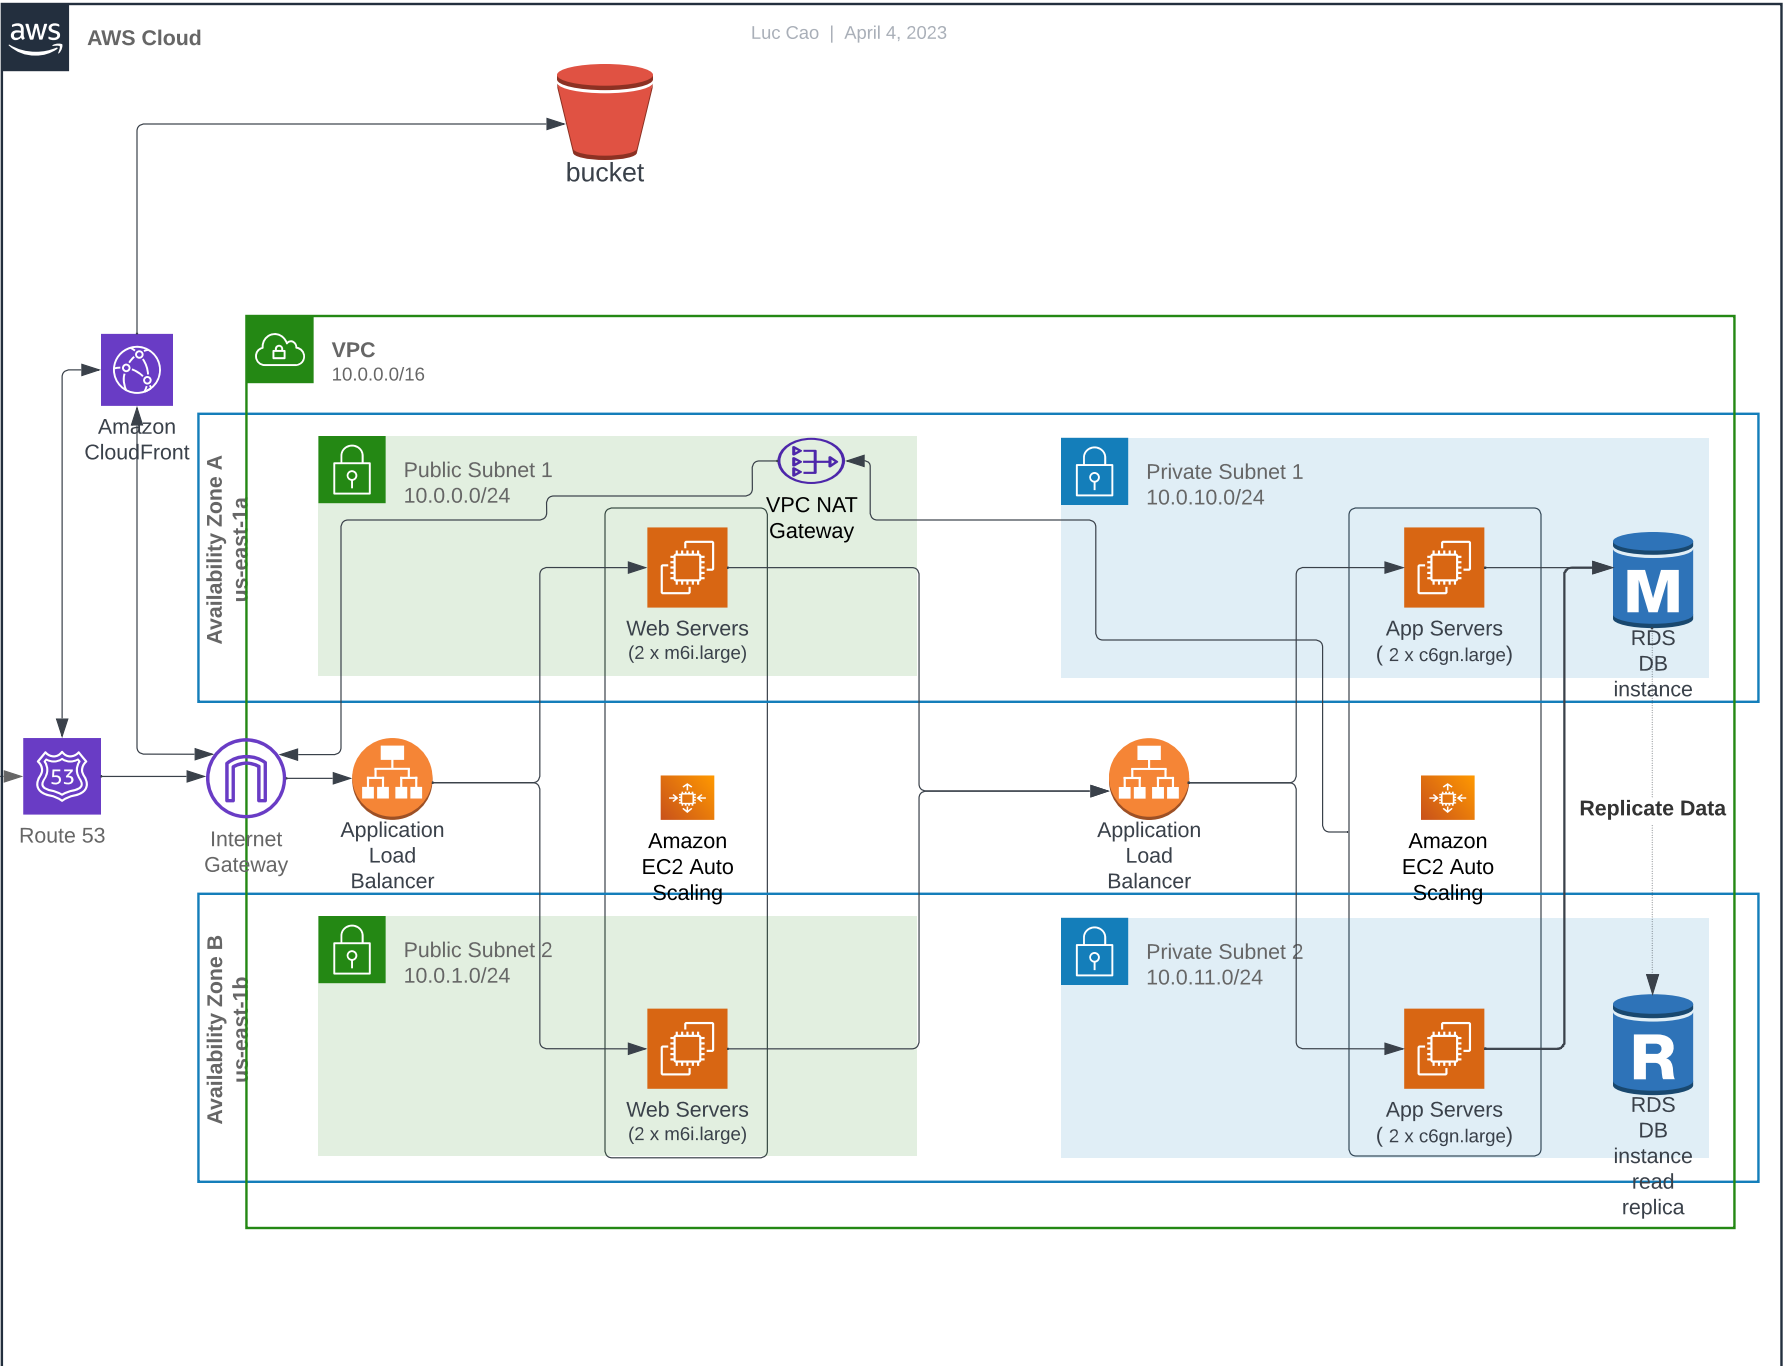 aws
AWS Cloud
Luc Cao | April 4, 2023
bucket
Amazon
CloudFront
VPC
10.0.0.0/16
Availability Zone A
us-east-1a
Public Subnet 1
10.0.0.0/24
VPC NAT
Gateway
Web Servers
(2 x m6i.large)
Private Subnet 1
10.0.10.0/24
App Servers
( 2 x c6gn.large)
M
RDS
DB
instance
53
Route 53
Internet
Gateway
Application
Load
Balancer
Amazon
EC2 Auto
Scaling
Application
Load
Balancer
Amazon
EC2 Auto
Scaling
Replicate Data
Availability Zone B
us-east-1b
Public Subnet 2
10.0.1.0/24
Web Servers
(2 x m6i.large)
Private Subnet 2
10.0.11.0/24
App Servers
( 2 x c6gn.large)
R
RDS
DB
instance
read
replica